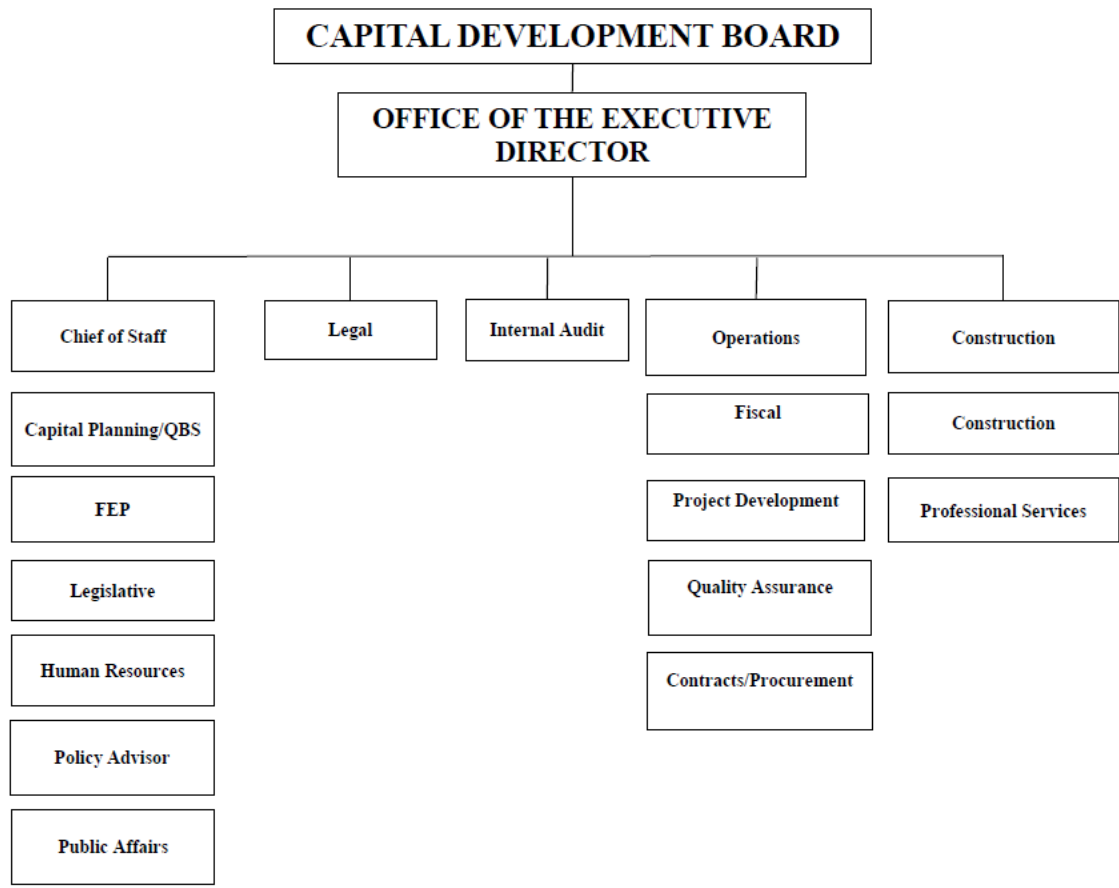 CAPITAL DEVELOPMENT BOARD
OFFICE OF THE EXECUTIVE
DIRECTOR
Chief of Staff
Legal
Internal Audit
Operations
Construction
Capital Planning/QBS
Fiscal
Construction
FEP
Project Development
Professional Services
Legislative
Quality Assurance
Human Resources
Contracts/Procurement
Policy Advisor
Public Affairs